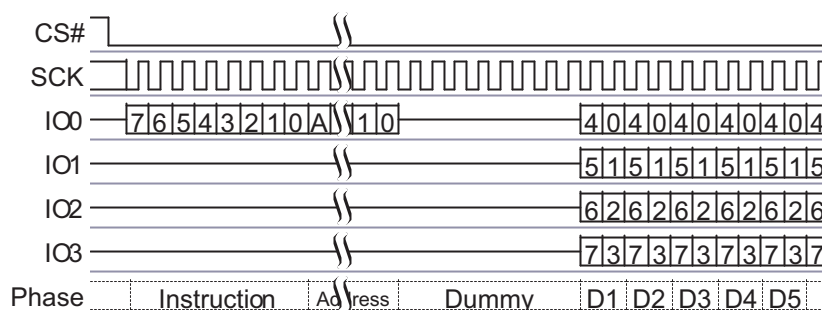 CS#
SCK
IO0 7 6 5 4 3 2 1 0 A 1 0 4 0 4 0 4 0 4 0 4 0 4
IO1 5 1 5 1 5 1 5 1 5 1 5
IO2 6 2 6 2 6 2 6 2 6 2 6
IO3 7 3 7 3 7 3 7 3 7 3 7
Phase Instruction Address Dummy D1 D2 D3 D4 D5